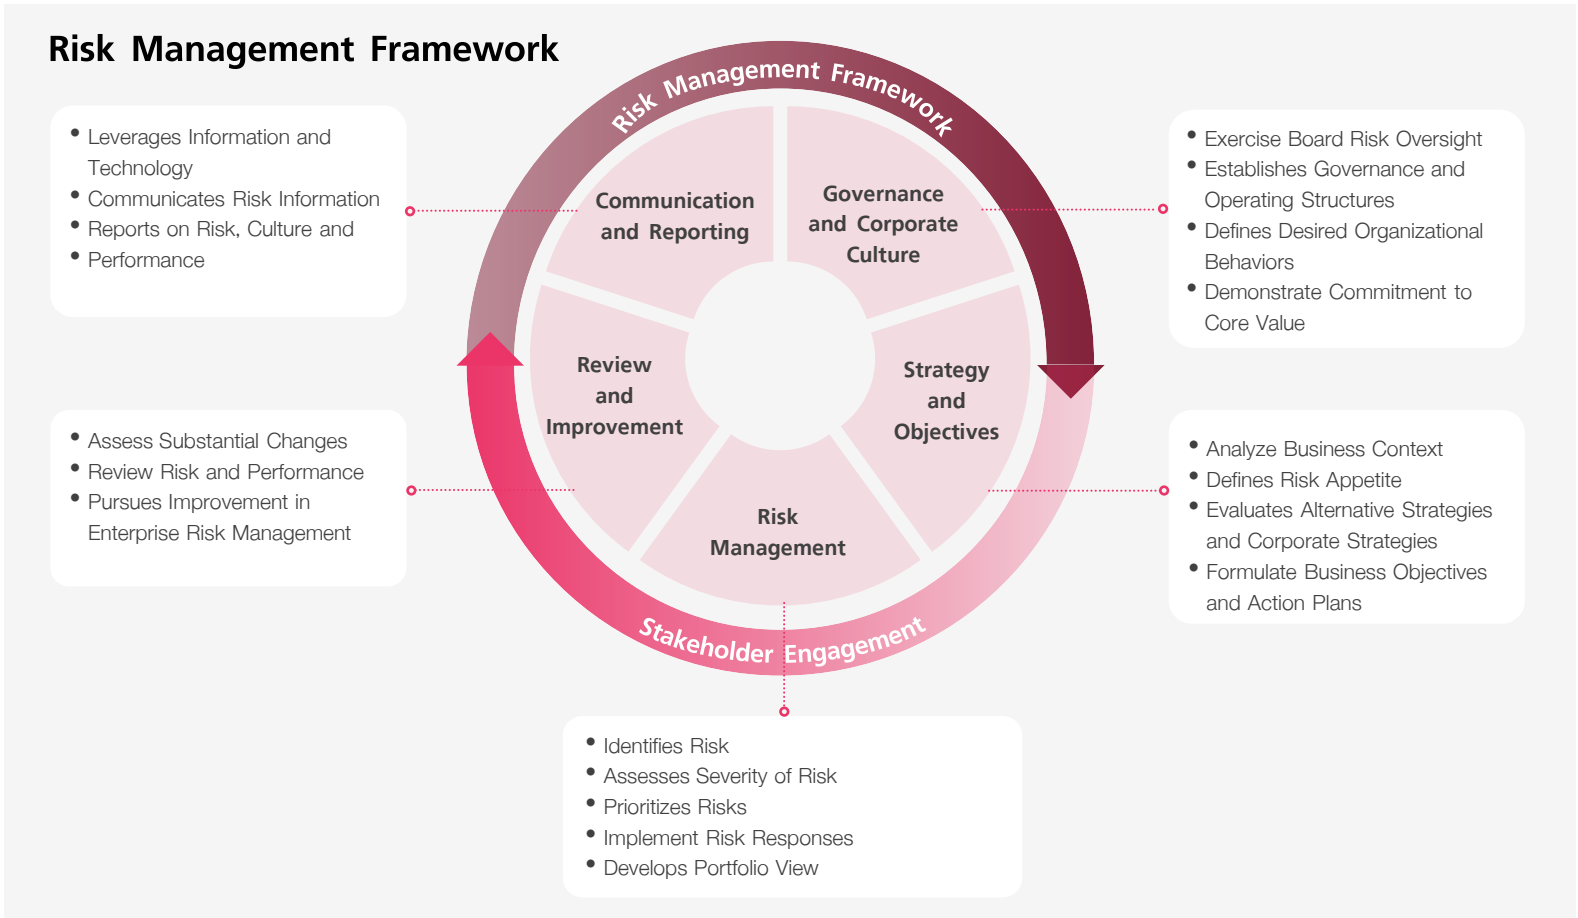 Risk Management Framework
Risk Management Framework
• Leverages Information and
Technology
• Communicates Risk Information
• Reports on Risk, Culture and
• Performance
Communication
and Reporting
Governance
and Corporate
Culture
• Exercise Board Risk Oversight
• Establishes Governance and
Operating Structures
• Defines Desired Organizational
Behaviors
• Demonstrate Commitment to
Core Value
Review
and
Improvement
Strategy
and
Objectives
• Assess Substantial Changes
• Review Risk and Performance
• Pursues Improvement in
Enterprise Risk Management
Risk
Management
• Analyze Business Context
• Defines Risk Appetite
• Evaluates Alternative Strategies
and Corporate Strategies
• Formulate Business Objectives
and Action Plans
Stakeholder Engagement
• Identifies Risk
• Assesses Severity of Risk
• Prioritizes Risks
• Implement Risk Responses
• Develops Portfolio View